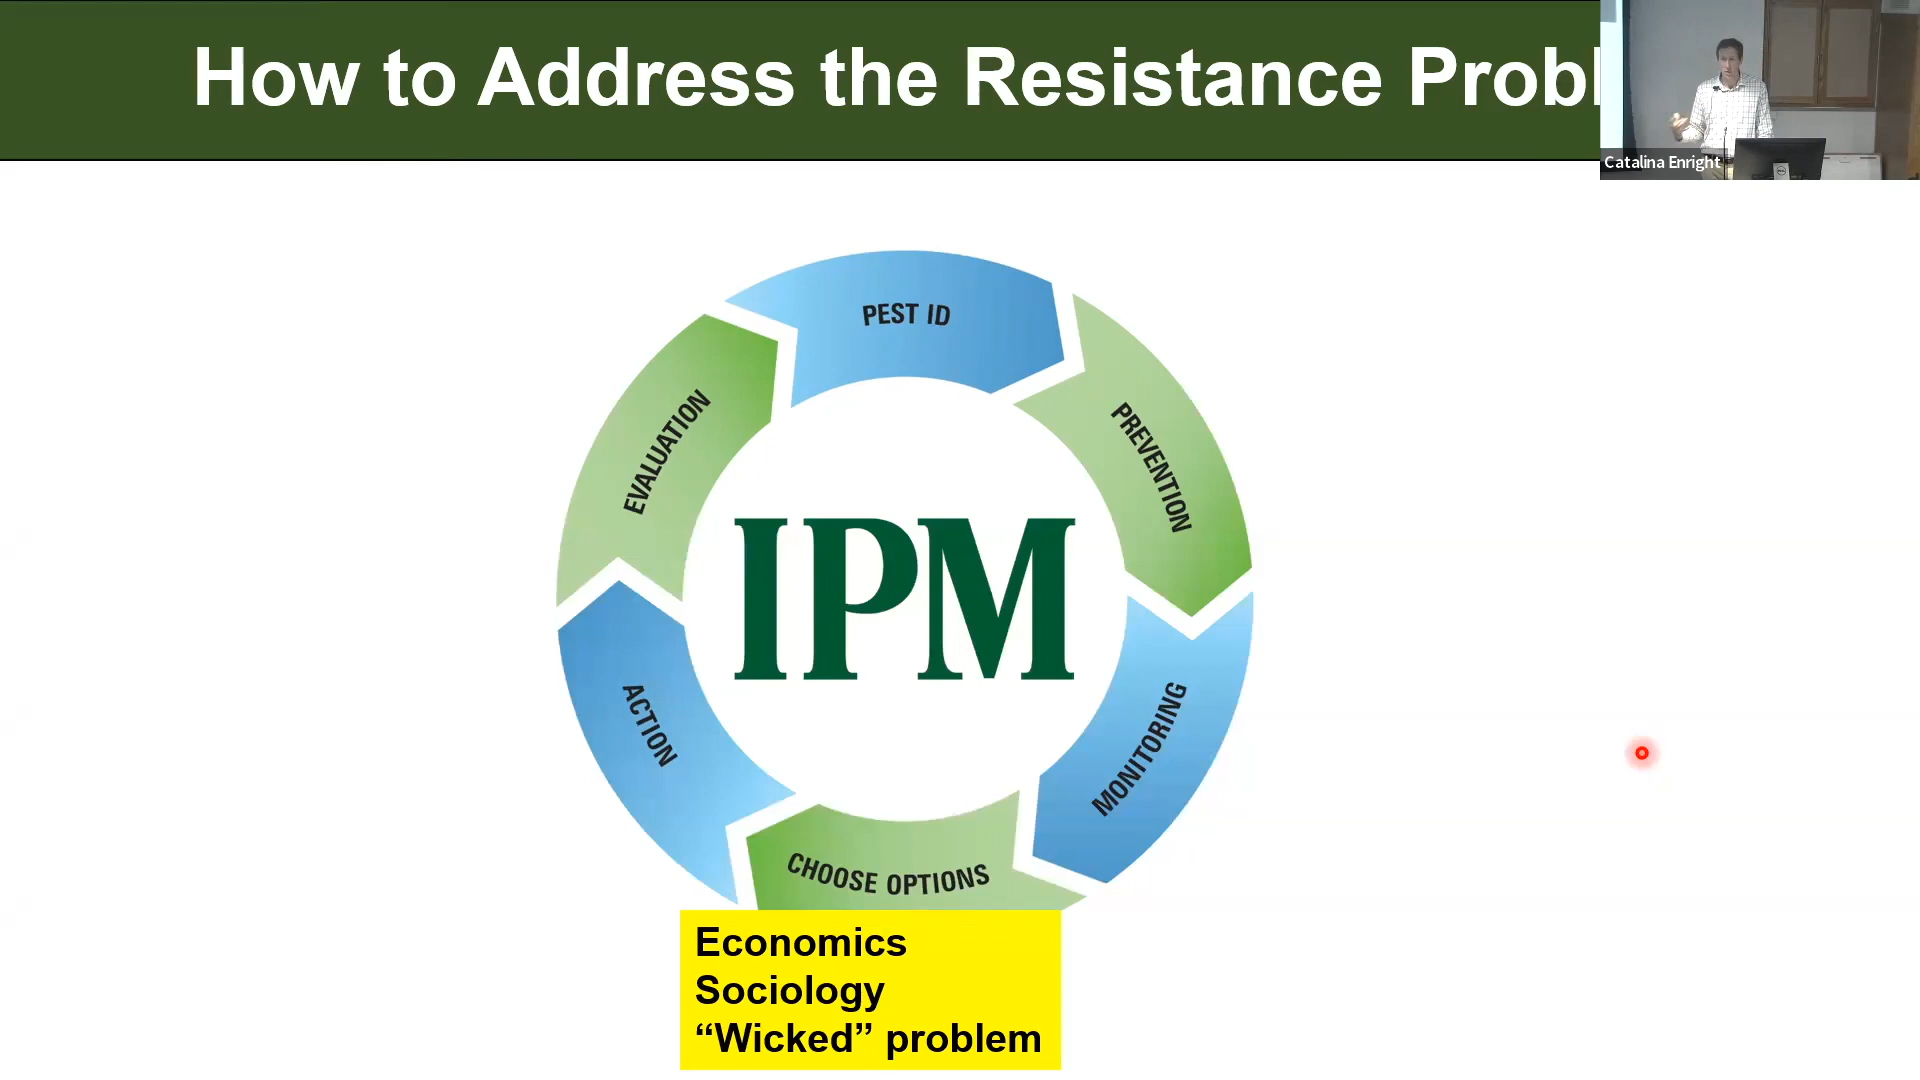 How to Address the Resistance Probl
Catalina Enright
PEST ID
PREVENTION
MONITORING
CHOOSE OPTIONS
ACTION
EVALUATION
IPM
Economics
Sociology
“Wicked” problem